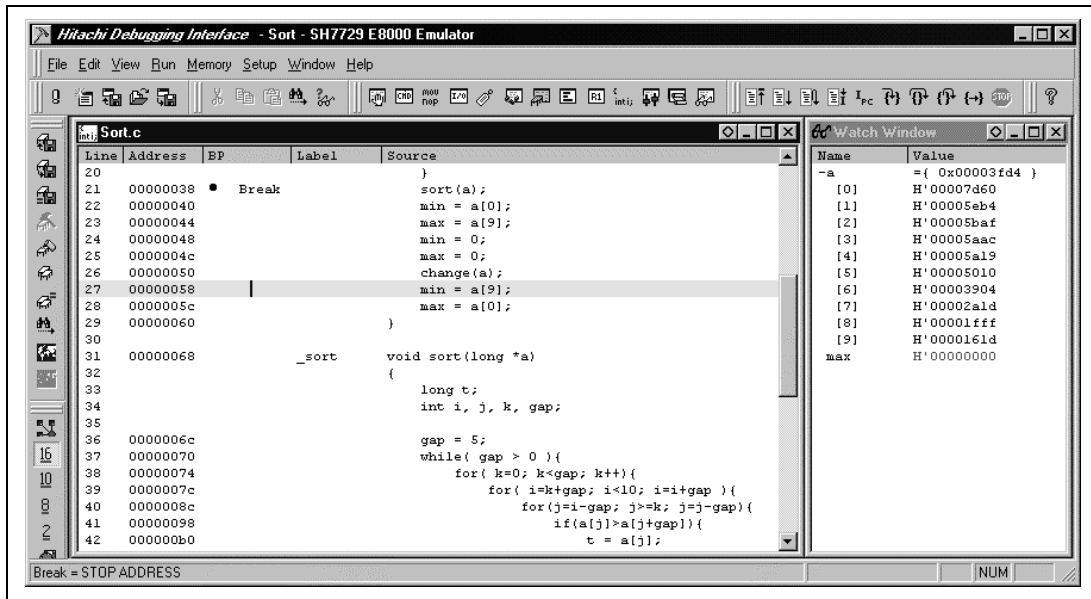 Hitachi Debugging Interface - Sort - SH7729 E8000 Emulator
File Edit View Run Memory Setup Window Help
Sort.c
Line Address BP Label Source
20 }
21 00000038 ● Break sort(a);
22 00000040 min = a[0];
23 00000044 max = a[9];
24 00000048 min = 0;
25 0000004c max = 0;
26 00000050 change(a);
27 00000058 min = a[9];
28 0000005c max = a[0];
29 00000060 }
30
31 00000068 _sort void sort(long *a)
32 {
33 long t;
34 int i, j, k, gap;
35
36 0000006c gap = 5;
37 00000070 while( gap > 0 ){
38 00000074 for( k=0; k<gap; k++){
39 0000007c for( i=k+gap; i<10; i=i+gap ){
40 0000008c for(j=i-gap; j>=k; j=j-gap){
41 00000098 if(a[j]>a[j+gap]){
42 000000b0 t = a[j];
Watch Window
Name Value
-a ={ 0x00003fd4 }
[0] H'00007d60
[1] H'00005eb4
[2] H'00005baf
[3] H'00005aac
[4] H'00005a19
[5] H'00005010
[6] H'00003904
[7] H'00002a1d
[8] H'00001fff
[9] H'0000161d
max H'00000000
16
10
8
2
Break = STOP ADDRESS
NUM